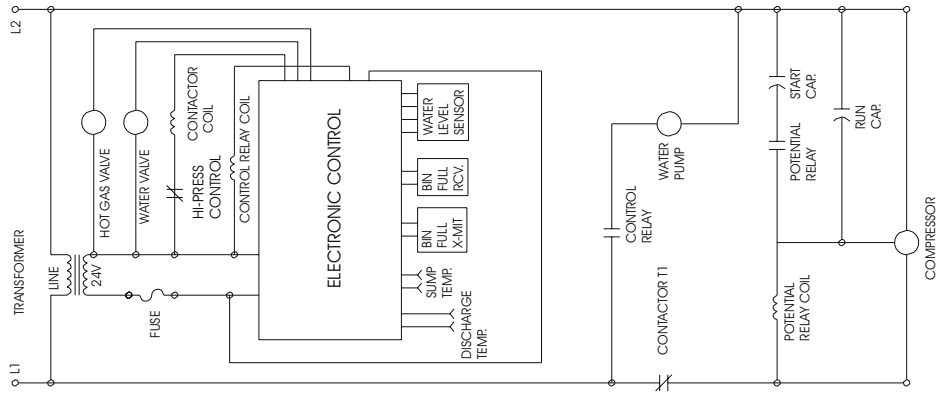 L2
L1
TRANSFORMER
LINE
24V
FUSE
HOT GAS VALVE
WATER VALVE
CONTACTOR
COIL
HI-PRESS
CONTROL
CONTROL RELAY COIL
ELECTRONIC CONTROL
DISCHARGE
TEMP.
SUMP
TEMP.
BIN
FULL
X-MIT
BIN
FULL
RCV.
WATER
LEVEL
SENSOR
CONTROL
RELAY
WATER
PUMP
CONTACTOR T1
POTENTIAL
RELAY COIL
POTENTIAL
RELAY
START
CAP.
RUN
CAP.
COMPRESSOR